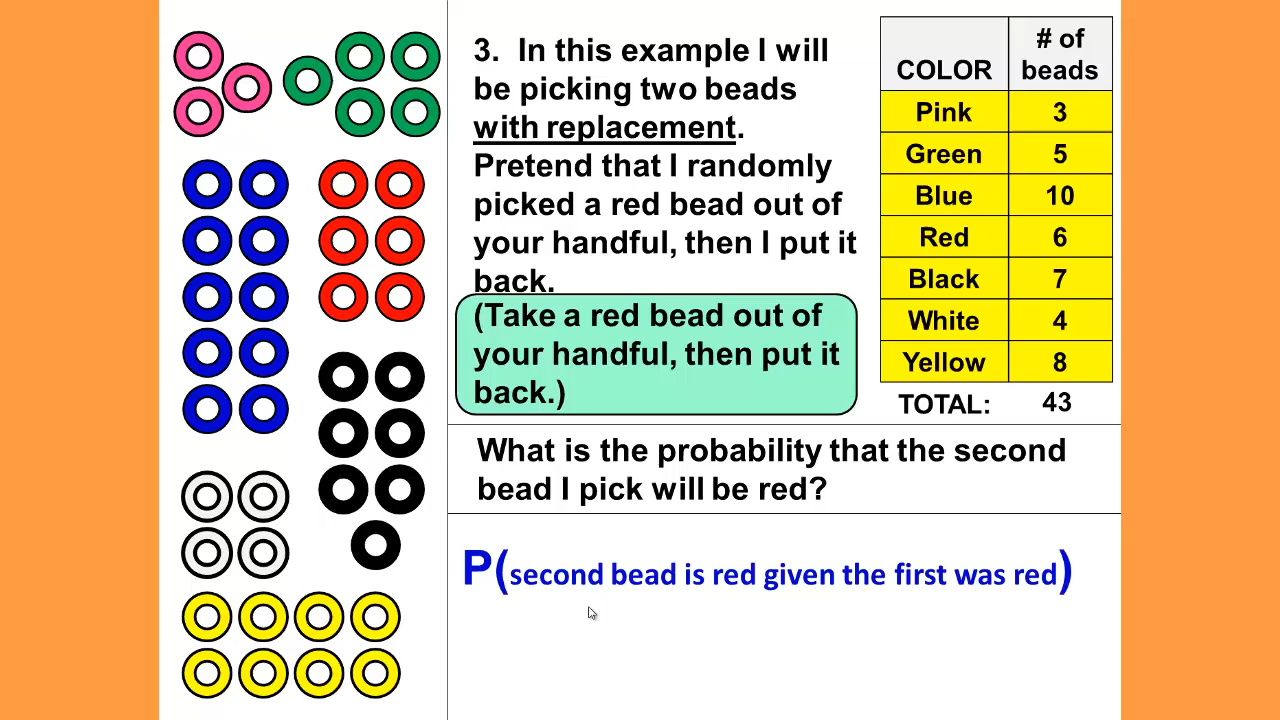 3. In this example I will
be picking two beads
with replacement.
Pretend that I randomly
picked a red bead out of
your handful, then I put it
back.
(Take a red bead out of
your handful, then put it
back.)
COLOR # of beads
Pink 3
Green 5
Blue 10
Red 6
Black 7
White 4
Yellow 8
TOTAL: 43
What is the probability that the second
bead I pick will be red?
P(second bead is red given the first was red)